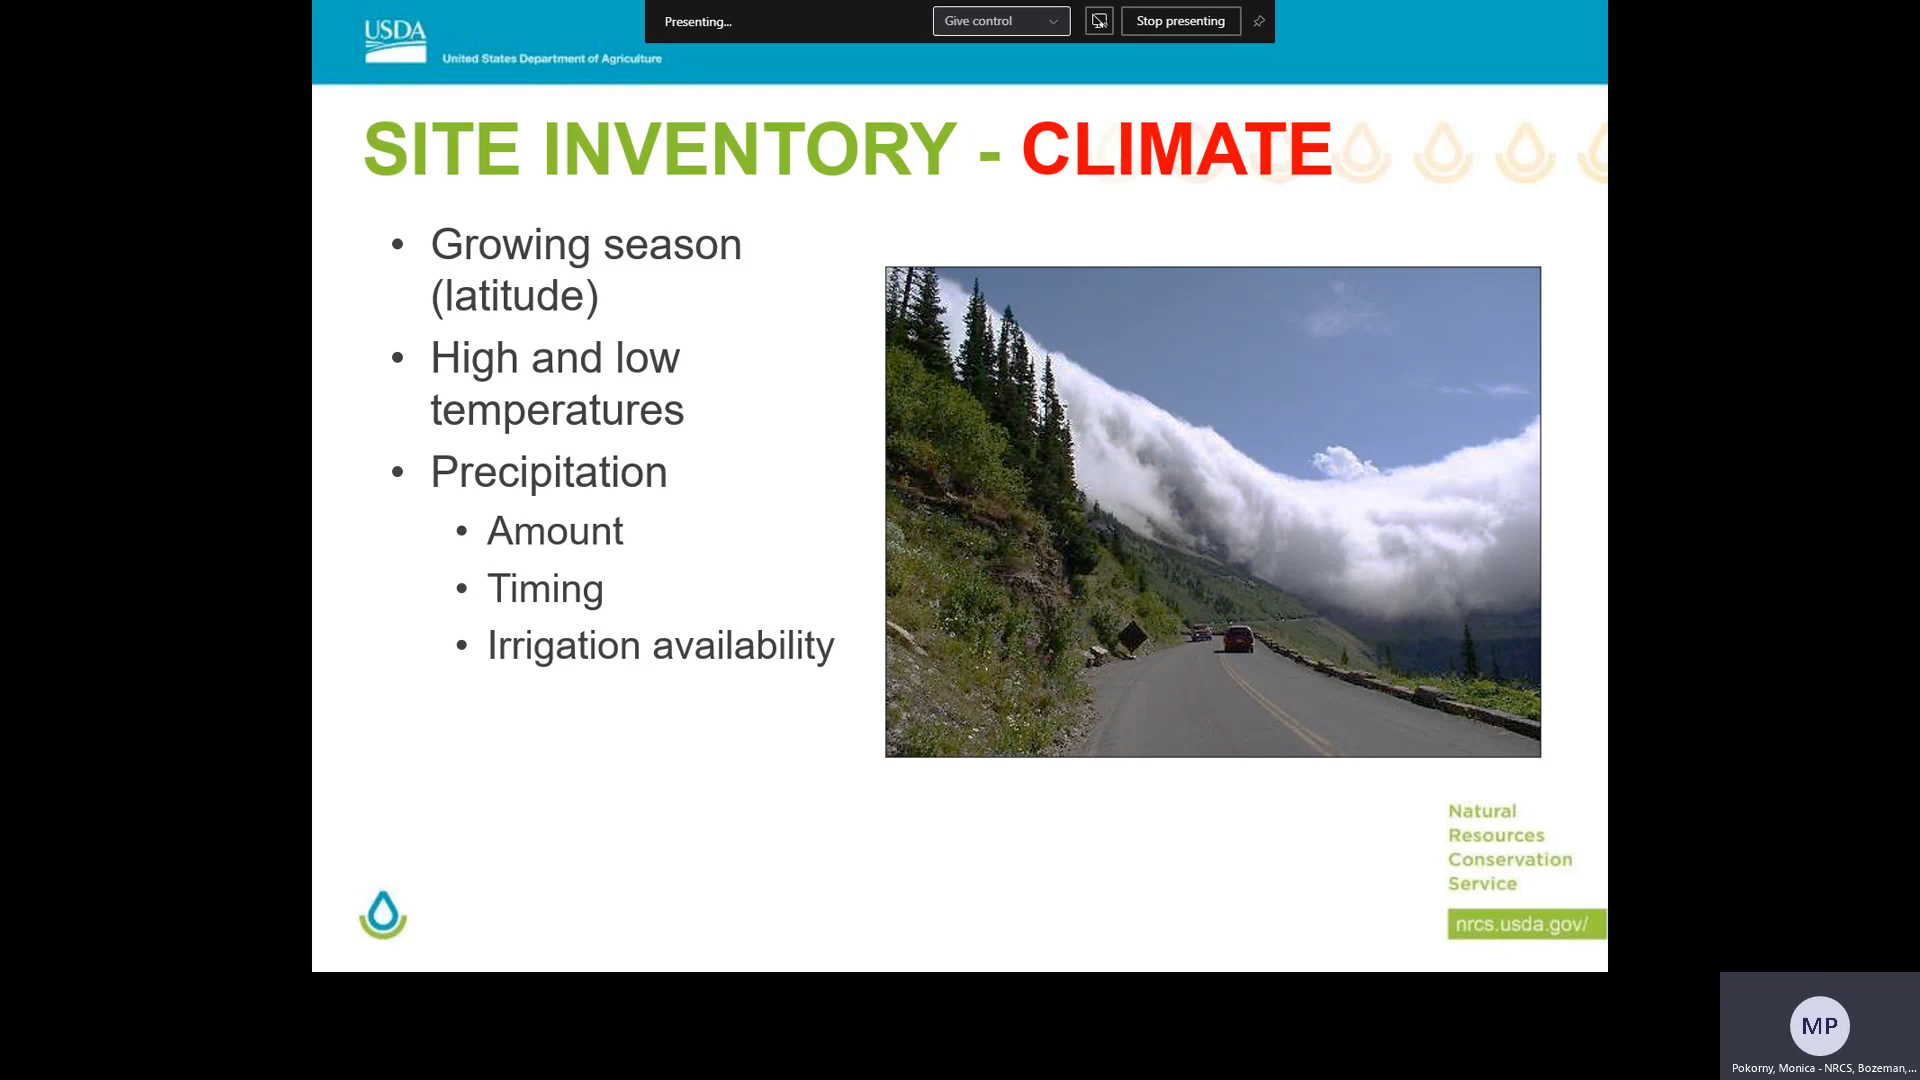 Presenting...
Give control
Stop presenting
USDA
United States Department of Agriculture
SITE INVENTORY - CLIMATE
• Growing season
(latitude)
• High and low
temperatures
• Precipitation
• Amount
• Timing
• Irrigation availability
Natural
Resources
Conservation
Service
nrcs.usda.gov/
MP
Pokorny, Monica - NRCS, Bozeman,...